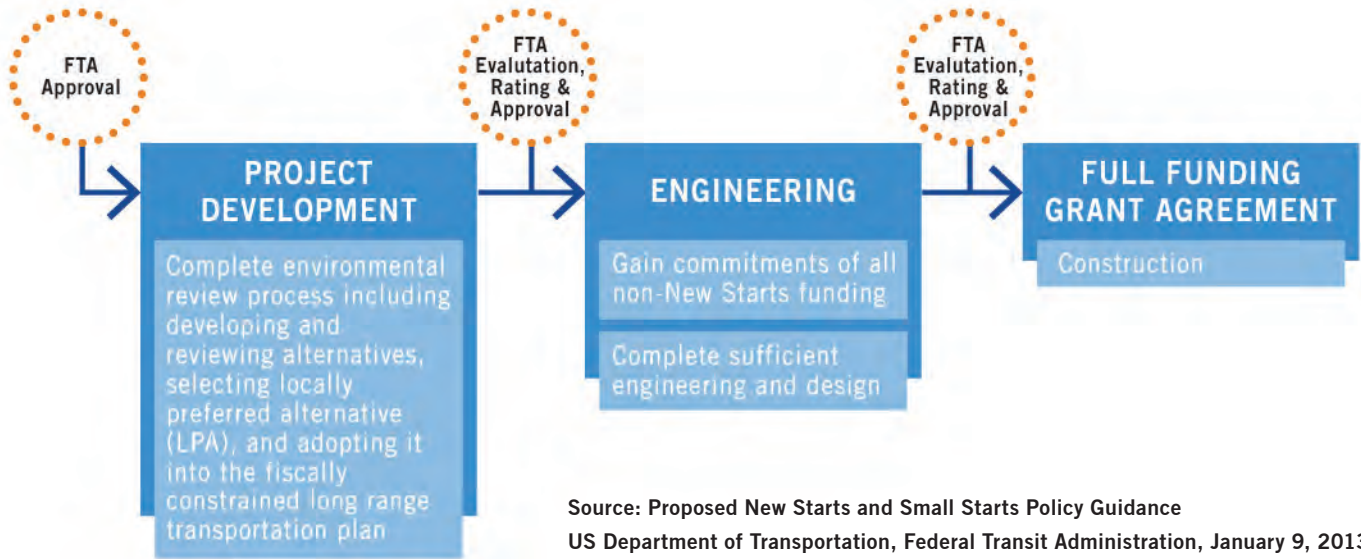 FTA
Approval
PROJECT
DEVELOPMENT
Complete environmental
review process including
developing and
reviewing alternatives,
selecting locally
preferred alternative
(LPA), and adopting it
into the fiscally
constrained long range
transportation plan
FTA
Evalutation,
Rating &
Approval
ENGINEERING
Gain commitments of all
non-New Starts funding
Complete sufficient
engineering and design
FTA
Evalutation,
Rating &
Approval
FULL FUNDING
GRANT AGREEMENT
Construction
Source: Proposed New Starts and Small Starts Policy Guidance
US Department of Transportation, Federal Transit Administration, January 9, 2013